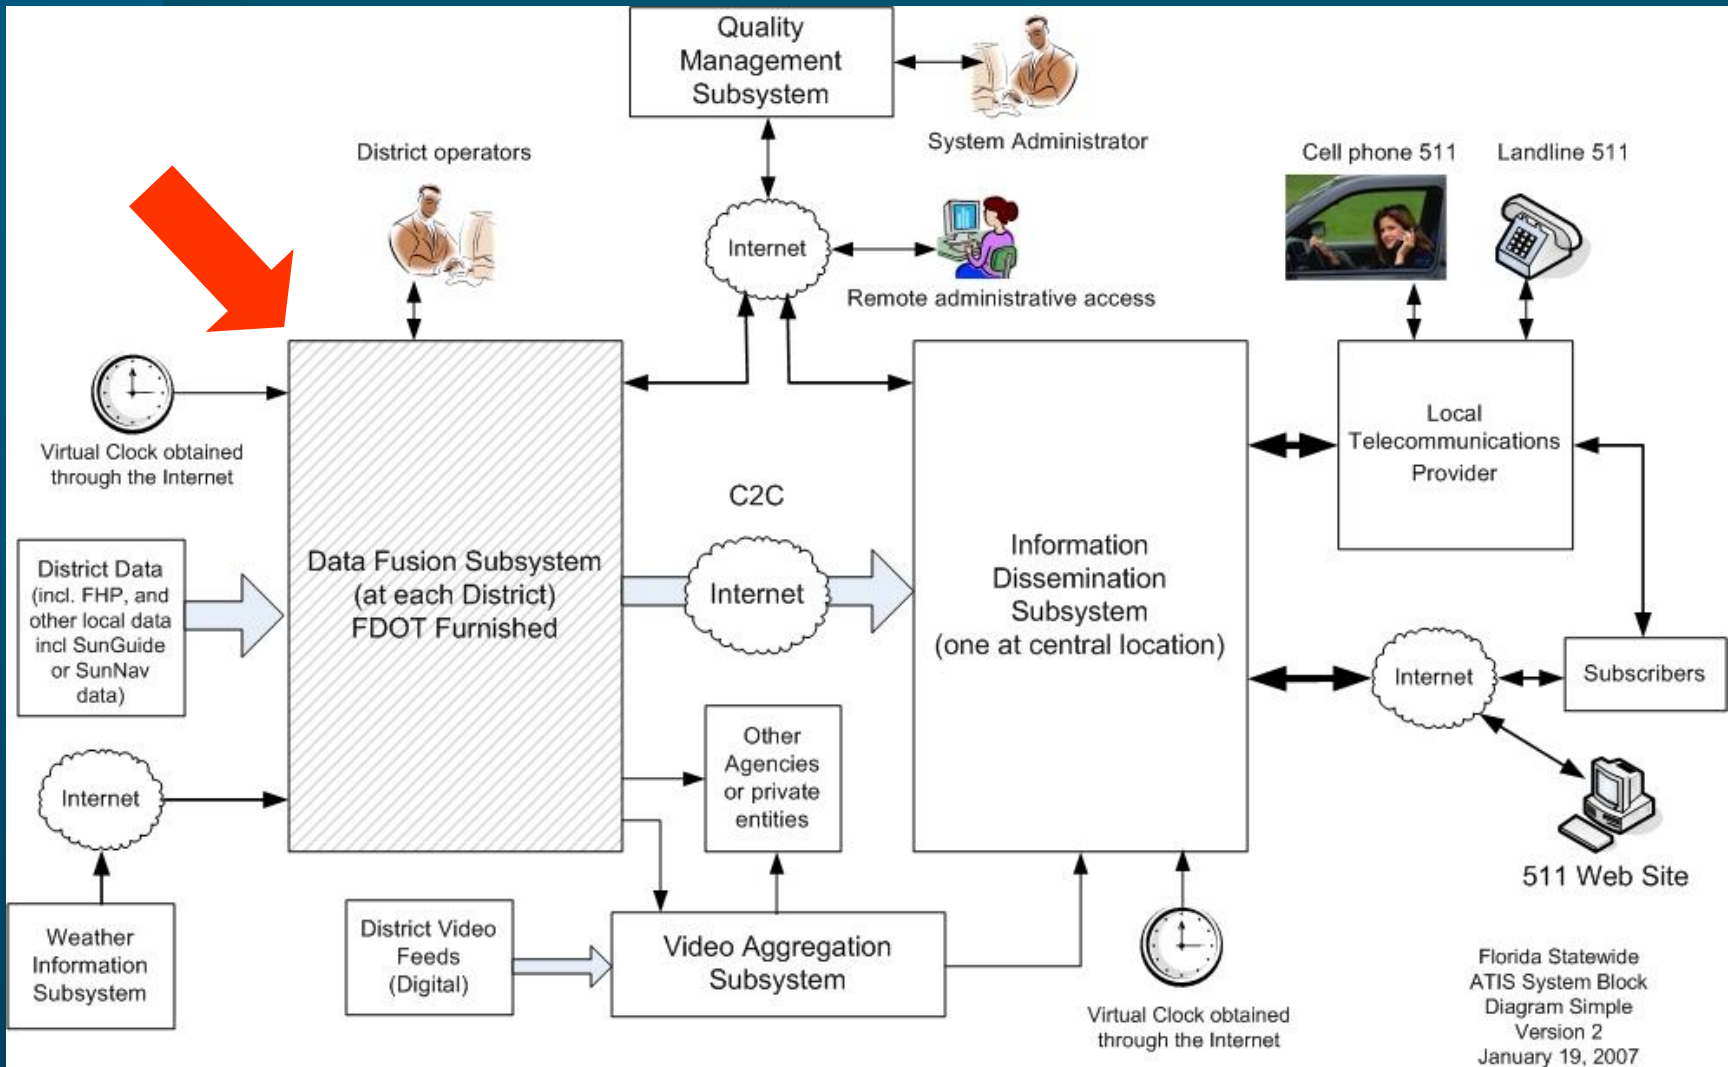 Quality
Management
Subsystem
System Administrator
District operators
Cell phone 511
Landline 511
Internet
Remote administrative access
Virtual Clock obtained
through the Internet
Local
Telecommunications
Provider
C2C
District Data
(incl. FHP, and
other local data
incl SunGuide
or SunNav
data)
Data Fusion Subsystem
(at each District)
FDOT Furnished
Internet
Information
Dissemination
Subsystem
(one at central location)
Internet
Subscribers
Internet
Other
Agencies
or private
entities
511 Web Site
Weather
Information
Subsystem
District Video
Feeds
(Digital)
Video Aggregation
Subsystem
Virtual Clock obtained
through the Internet
Florida Statewide
ATIS System Block
Diagram Simple
Version 2
January 19, 2007